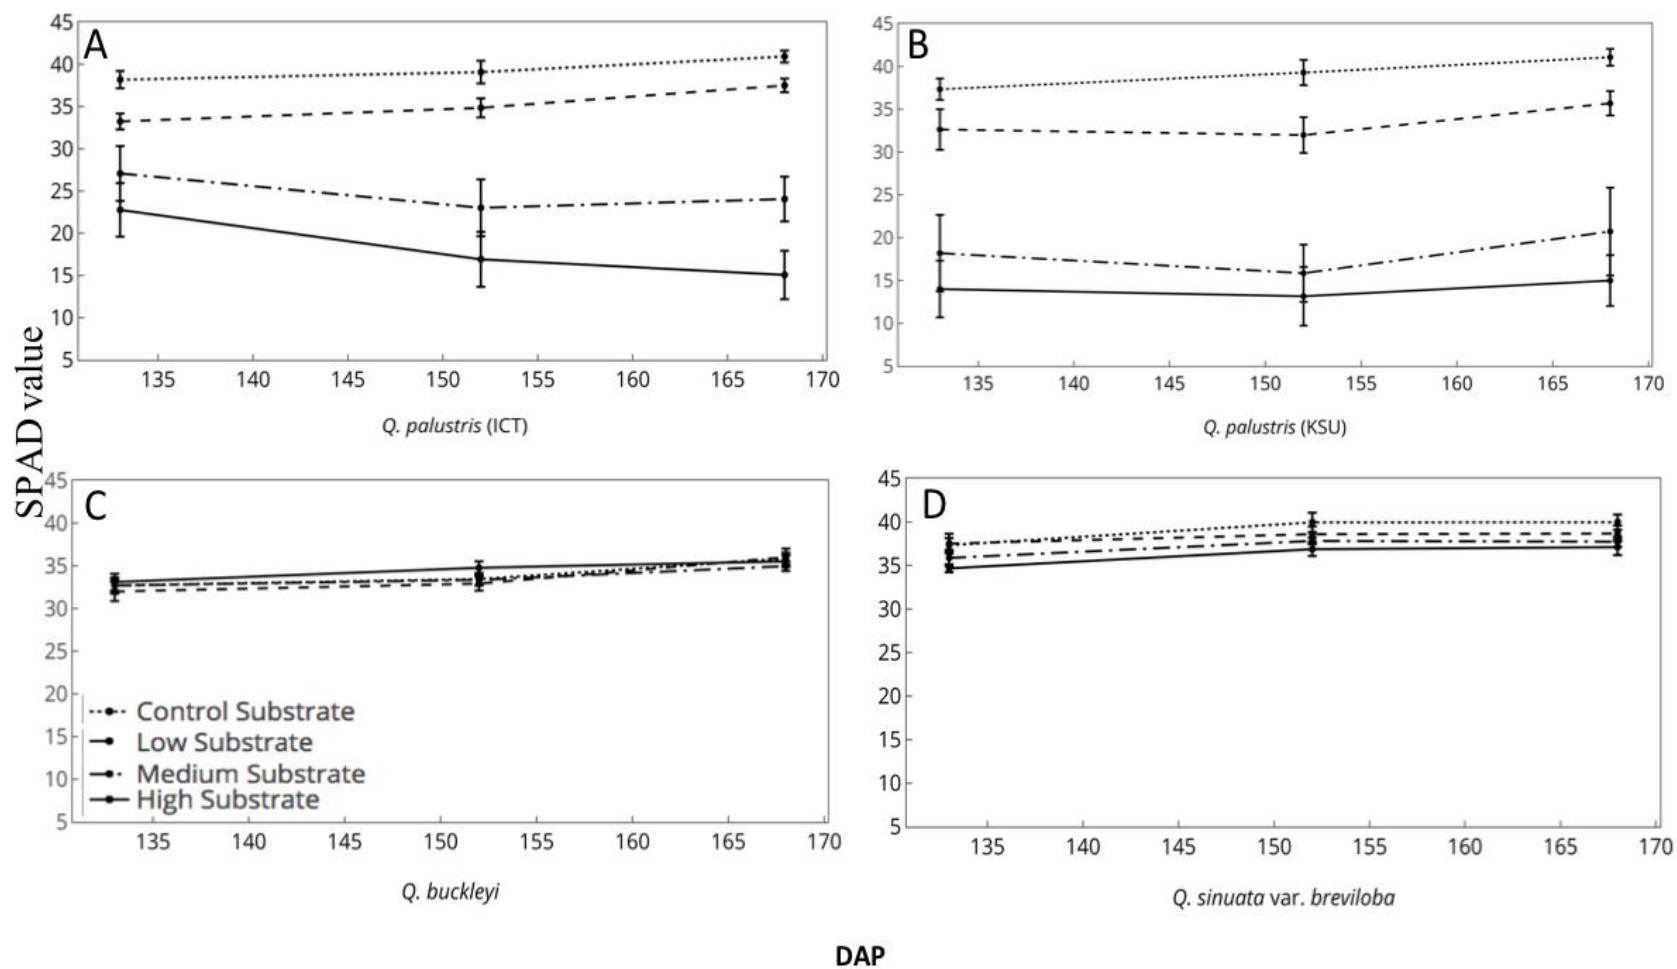 SPAD value
A
45
40
35
30
25
20
15
10
5
135 140 145 150 155 160 165 170
Q. palustris (ICT)
B
45
40
35
30
25
20
15
10
5
135 140 145 150 155 160 165 170
Q. palustris (KSU)
C
45
40
35
30
25
20
15
10
5
Control Substrate
Low Substrate
Medium Substrate
High Substrate
135 140 145 150 155 160 165 170
Q. buckleyi
D
45
40
35
30
25
20
15
10
5
135 140 145 150 155 160 165 170
Q. sinuata var. breviloba
DAP